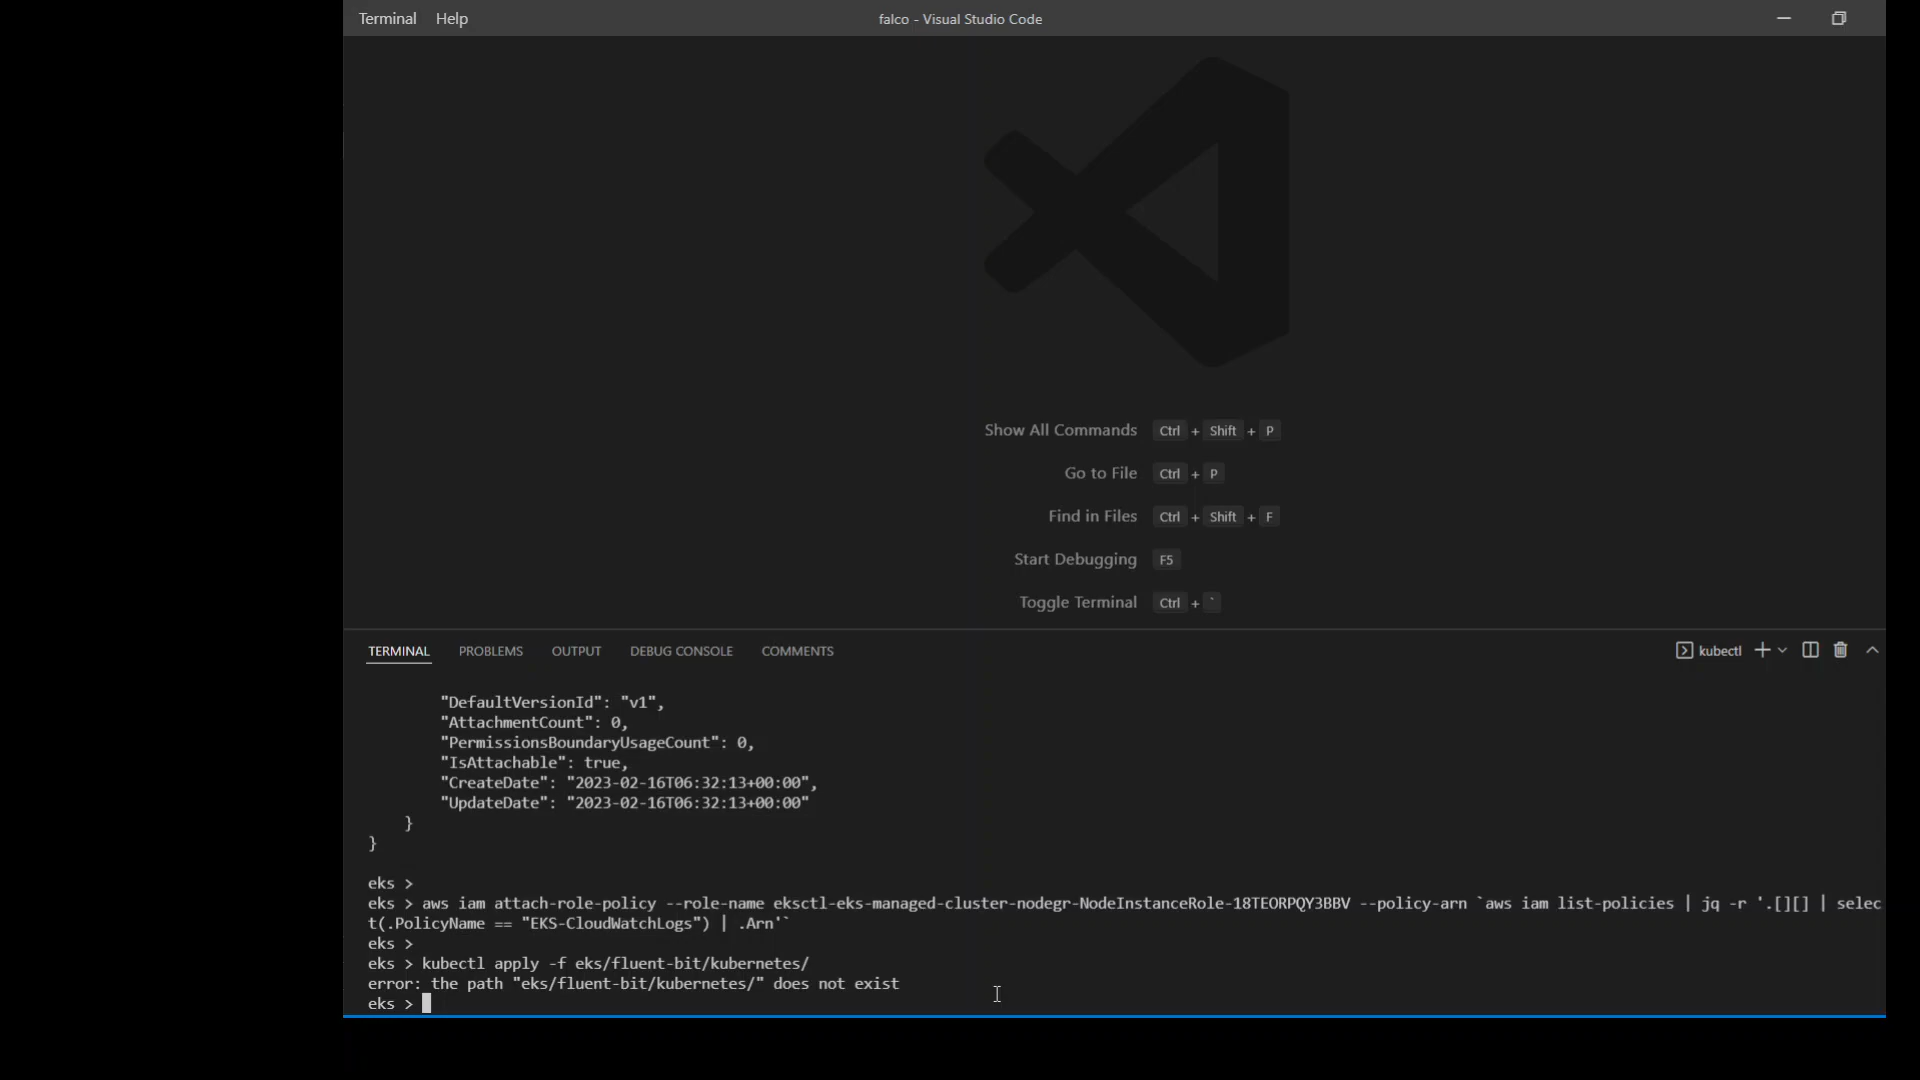 Terminal Help falco - Visual Studio Code
Show All Commands Ctrl + Shift + P
Go to File Ctrl + P
Find in Files Ctrl + Shift + F
Start Debugging F5
Toggle Terminal Ctrl + `
TERMINAL PROBLEMS OUTPUT DEBUG CONSOLE COMMENTS kubectl
"DefaultVersionId": "v1",
"AttachmentCount": 0,
"PermissionsBoundaryUsageCount": 0,
"IsAttachable": true,
"CreateDate": "2023-02-16T06:32:13+00:00",
"UpdateDate": "2023-02-16T06:32:13+00:00"
}
}
eks >
eks > aws iam attach-role-policy --role-name eksctl-eks-managed-cluster-nodegr-NodeInstanceRole-18TEORPQY3BBV --policy-arn `aws iam list-policies | jq -r '.[][] | selec
t(.PolicyName == "EKS-CloudWatchLogs") | .Arn'`
eks >
eks > kubectl apply -f eks/fluent-bit/kubernetes/
error: the path "eks/fluent-bit/kubernetes/" does not exist
eks >